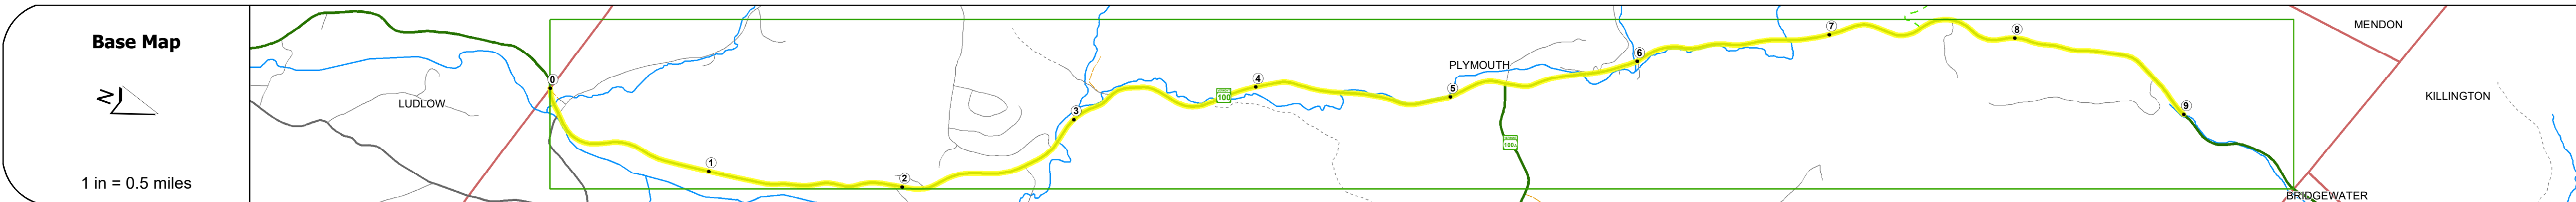 Base Map
N
1 in = 0.5 miles
LUDLOW
0
1
2
3
100
4
5
PLYMOUTH
100A
6
7
8
9
MENDON
KILLINGTON
BRIDGEWATER